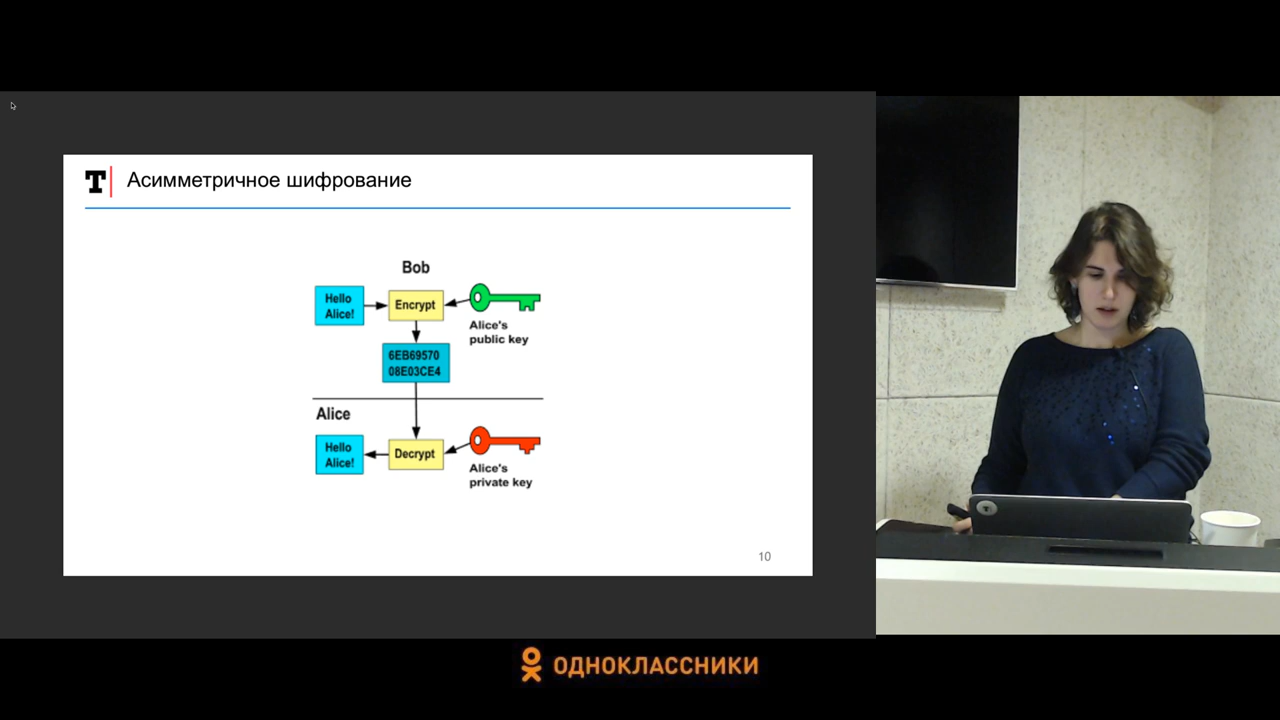 T
Асимметричное шифрование
Bob
Hello
Alice!
Encrypt
Alice's
public key
6EB69570
08E03CE4
Alice
Hello
Alice!
Decrypt
Alice's
private key
10
T
ОДНОКЛАССНИКИ